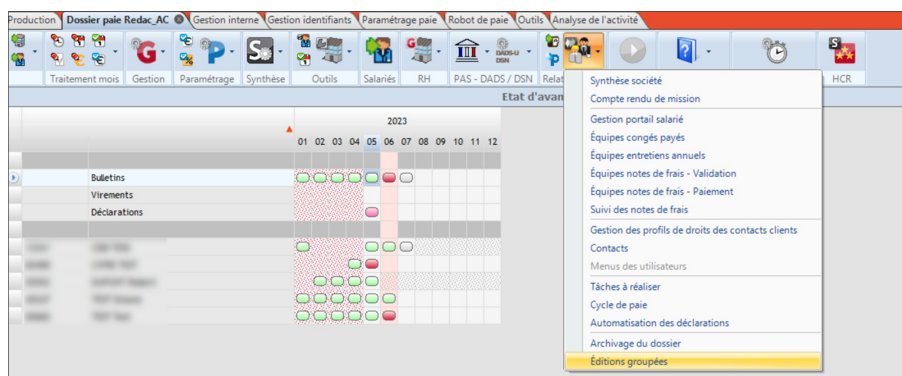 Production Dossier paie Redac_AC Gestion interne Gestion identifiants Paramétrage paie Robot de paie Outils Analyse de l'activité
G P S DADS-U DSN G P ? S
Traitement mois Gestion Paramétrage Synthèse Outils Salariés RH PAS - DADS / DSN Relat HCR
Etat d'avan
Synthèse société
Compte rendu de mission
Gestion portail salarié
Équipes congés payés
Équipes entretiens annuels
Équipes notes de frais - Validation
Équipes notes de frais - Paiement
Suivi des notes de frais
Gestion des profils de droits des contacts clients
Contacts
Menus des utilisateurs
Tâches à réaliser
Cycle de paie
Automatisation des déclarations
Archivage du dossier
Éditions groupées
2023
01 02 03 04 05 06 07 08 09 10 11 12
Buletins
Virements
Déclarations